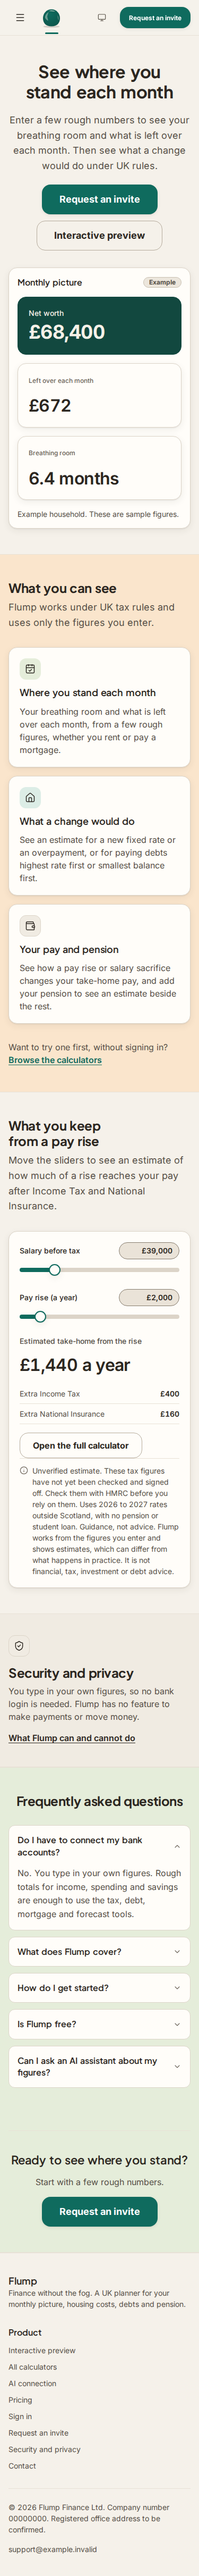 Request an invite
See where you
stand each month
Enter a few rough numbers to see your
breathing room and what is left over
each month. Then see what a change
would do under UK rules.
Request an invite
Interactive preview
Monthly picture
Example
Net worth
£68,400
Left over each month
£672
Breathing room
6.4 months
Example household. These are sample figures.
What you can see
Flump works under UK tax rules and
uses only the figures you enter.
Where you stand each month
Your breathing room and what is left
over each month, from a few rough
figures, whether you rent or pay a
mortgage.
What a change would do
See an estimate for a new fixed rate or
an overpayment, or for paying debts
highest rate first or smallest balance
first.
Your pay and pension
See how a pay rise or salary sacrifice
changes your take-home pay, and add
your pension to see an estimate beside
the rest.
Want to try one first, without signing in?
Browse the calculators
What you keep
from a pay rise
Move the sliders to see an estimate of
how much of a rise reaches your pay
after Income Tax and National
Insurance.
Salary before tax
£39,000
Pay rise (a year)
£2,000
Estimated take-home from the rise
£1,440 a year
Extra Income Tax
£400
Extra National Insurance
£160
Open the full calculator
Unverified estimate. These tax figures
have not yet been checked and signed
off. Check them with HMRC before you
rely on them. Uses 2026 to 2027 rates
outside Scotland, with no pension or
student loan. Guidance, not advice. Flump
works from the figures you enter and
shows estimates, which can differ from
what happens in practice. It is not
financial, tax, investment or debt advice.
Security and privacy
You type in your own figures, so no bank
login is needed. Flump has no feature to
make payments or move money.
What Flump can and cannot do
Frequently asked questions
Do I have to connect my bank
accounts?
No. You type in your own figures. Rough
totals for income, spending and savings
are enough to use the tax, debt,
mortgage and forecast tools.
What does Flump cover?
How do I get started?
Is Flump free?
Can I ask an AI assistant about my
figures?
Ready to see where you stand?
Start with a few rough numbers.
Request an invite
Flump
Finance without the fog. A UK planner for your
monthly picture, housing costs, debts and pension.
Product
Interactive preview
All calculators
AI connection
Pricing
Sign in
Request an invite
Security and privacy
Contact
© 2026 Flump Finance Ltd. Company number
00000000. Registered office address to be
confirmed.
support@example.invalid